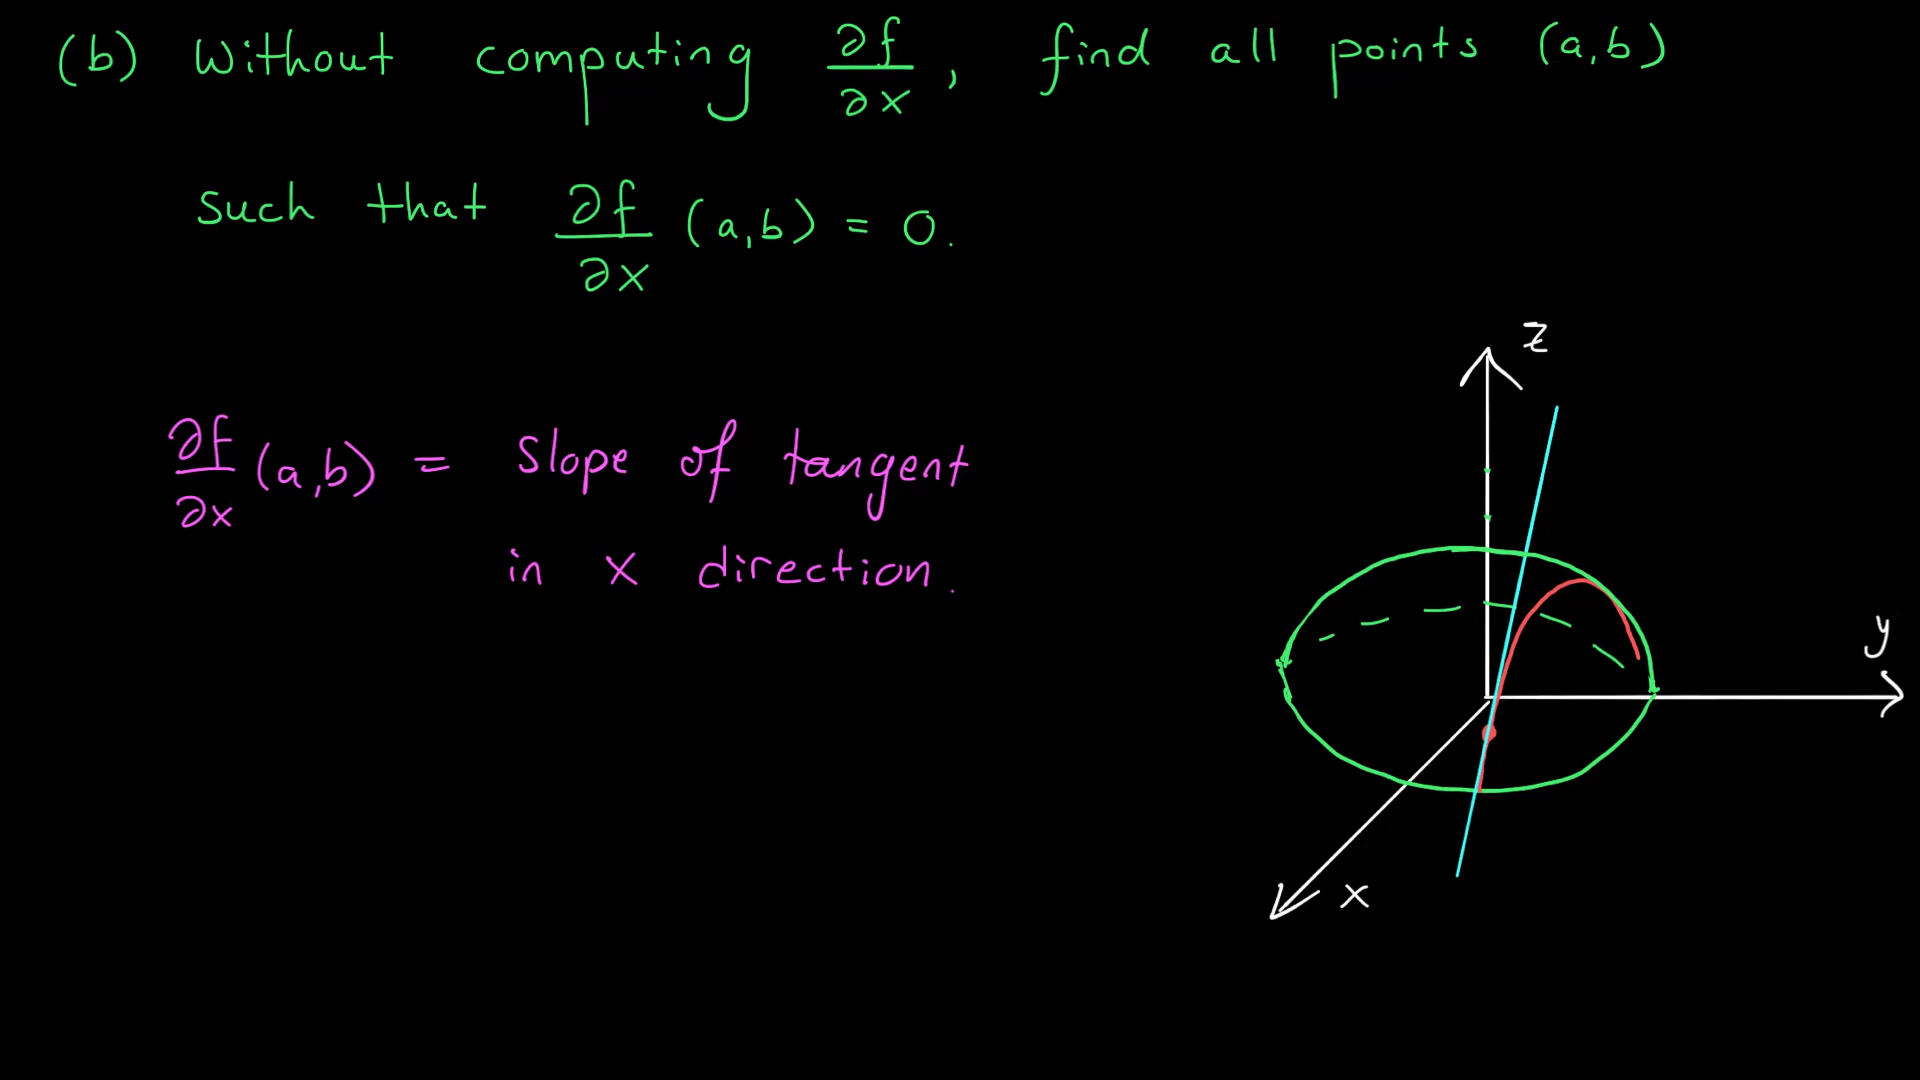 (b) Without computing ∂f/∂x, find all points (a,b)
such that ∂f/∂x (a,b) = 0.
∂f/∂x (a,b) = slope of tangent
in x direction.
z
y
x